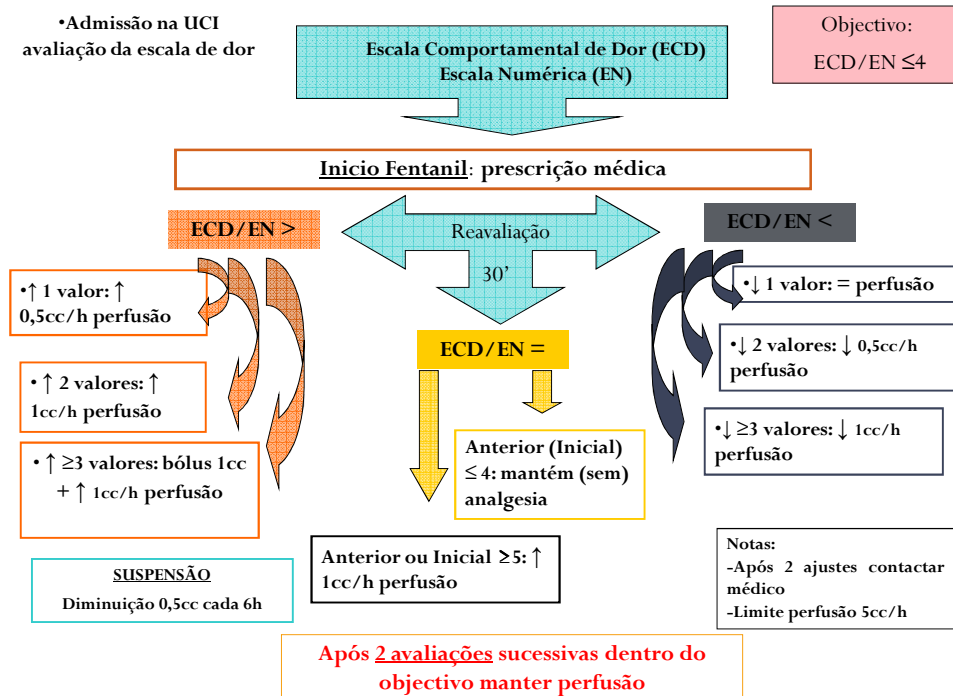 •Admissão na UCI
avaliação da escala de dor
Escala Comportamental de Dor (ECD)
Escala Numérica (EN)
Objectivo:
ECD/EN ≤4
Inicio Fentanil: prescrição médica
ECD/EN >
Reavaliação
30’
ECD/EN <
•↑ 1 valor: ↑
0,5cc/h perfusão
• ↑ 2 valores: ↑
1cc/h perfusão
• ↑ ≥3 valores: bólus 1cc
+ ↑ 1cc/h perfusão
ECD/EN =
•↓ 1 valor: = perfusão
•↓ 2 valores: ↓ 0,5cc/h
perfusão
•↓ ≥3 valores: ↓ 1cc/h
perfusão
Anterior (Inicial)
≤ 4: mantém (sem)
analgesia
Anterior ou Inicial ≥5: ↑
1cc/h perfusão
SUSPENSÃO
Diminuição 0,5cc cada 6h
Notas:
-Após 2 ajustes contactar
médico
-Limite perfusão 5cc/h
Após 2 avaliações sucessivas dentro do
objectivo manter perfusão